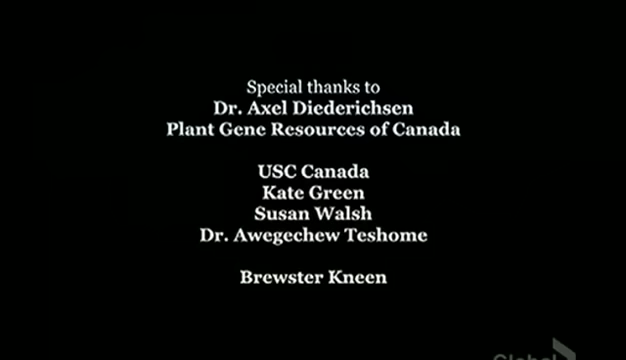 Special thanks to
Dr. Axel Diederichsen
Plant Gene Resources of Canada
USC Canada
Kate Green
Susan Walsh
Dr. Awegechew Teshome
Brewster Kneen
Global